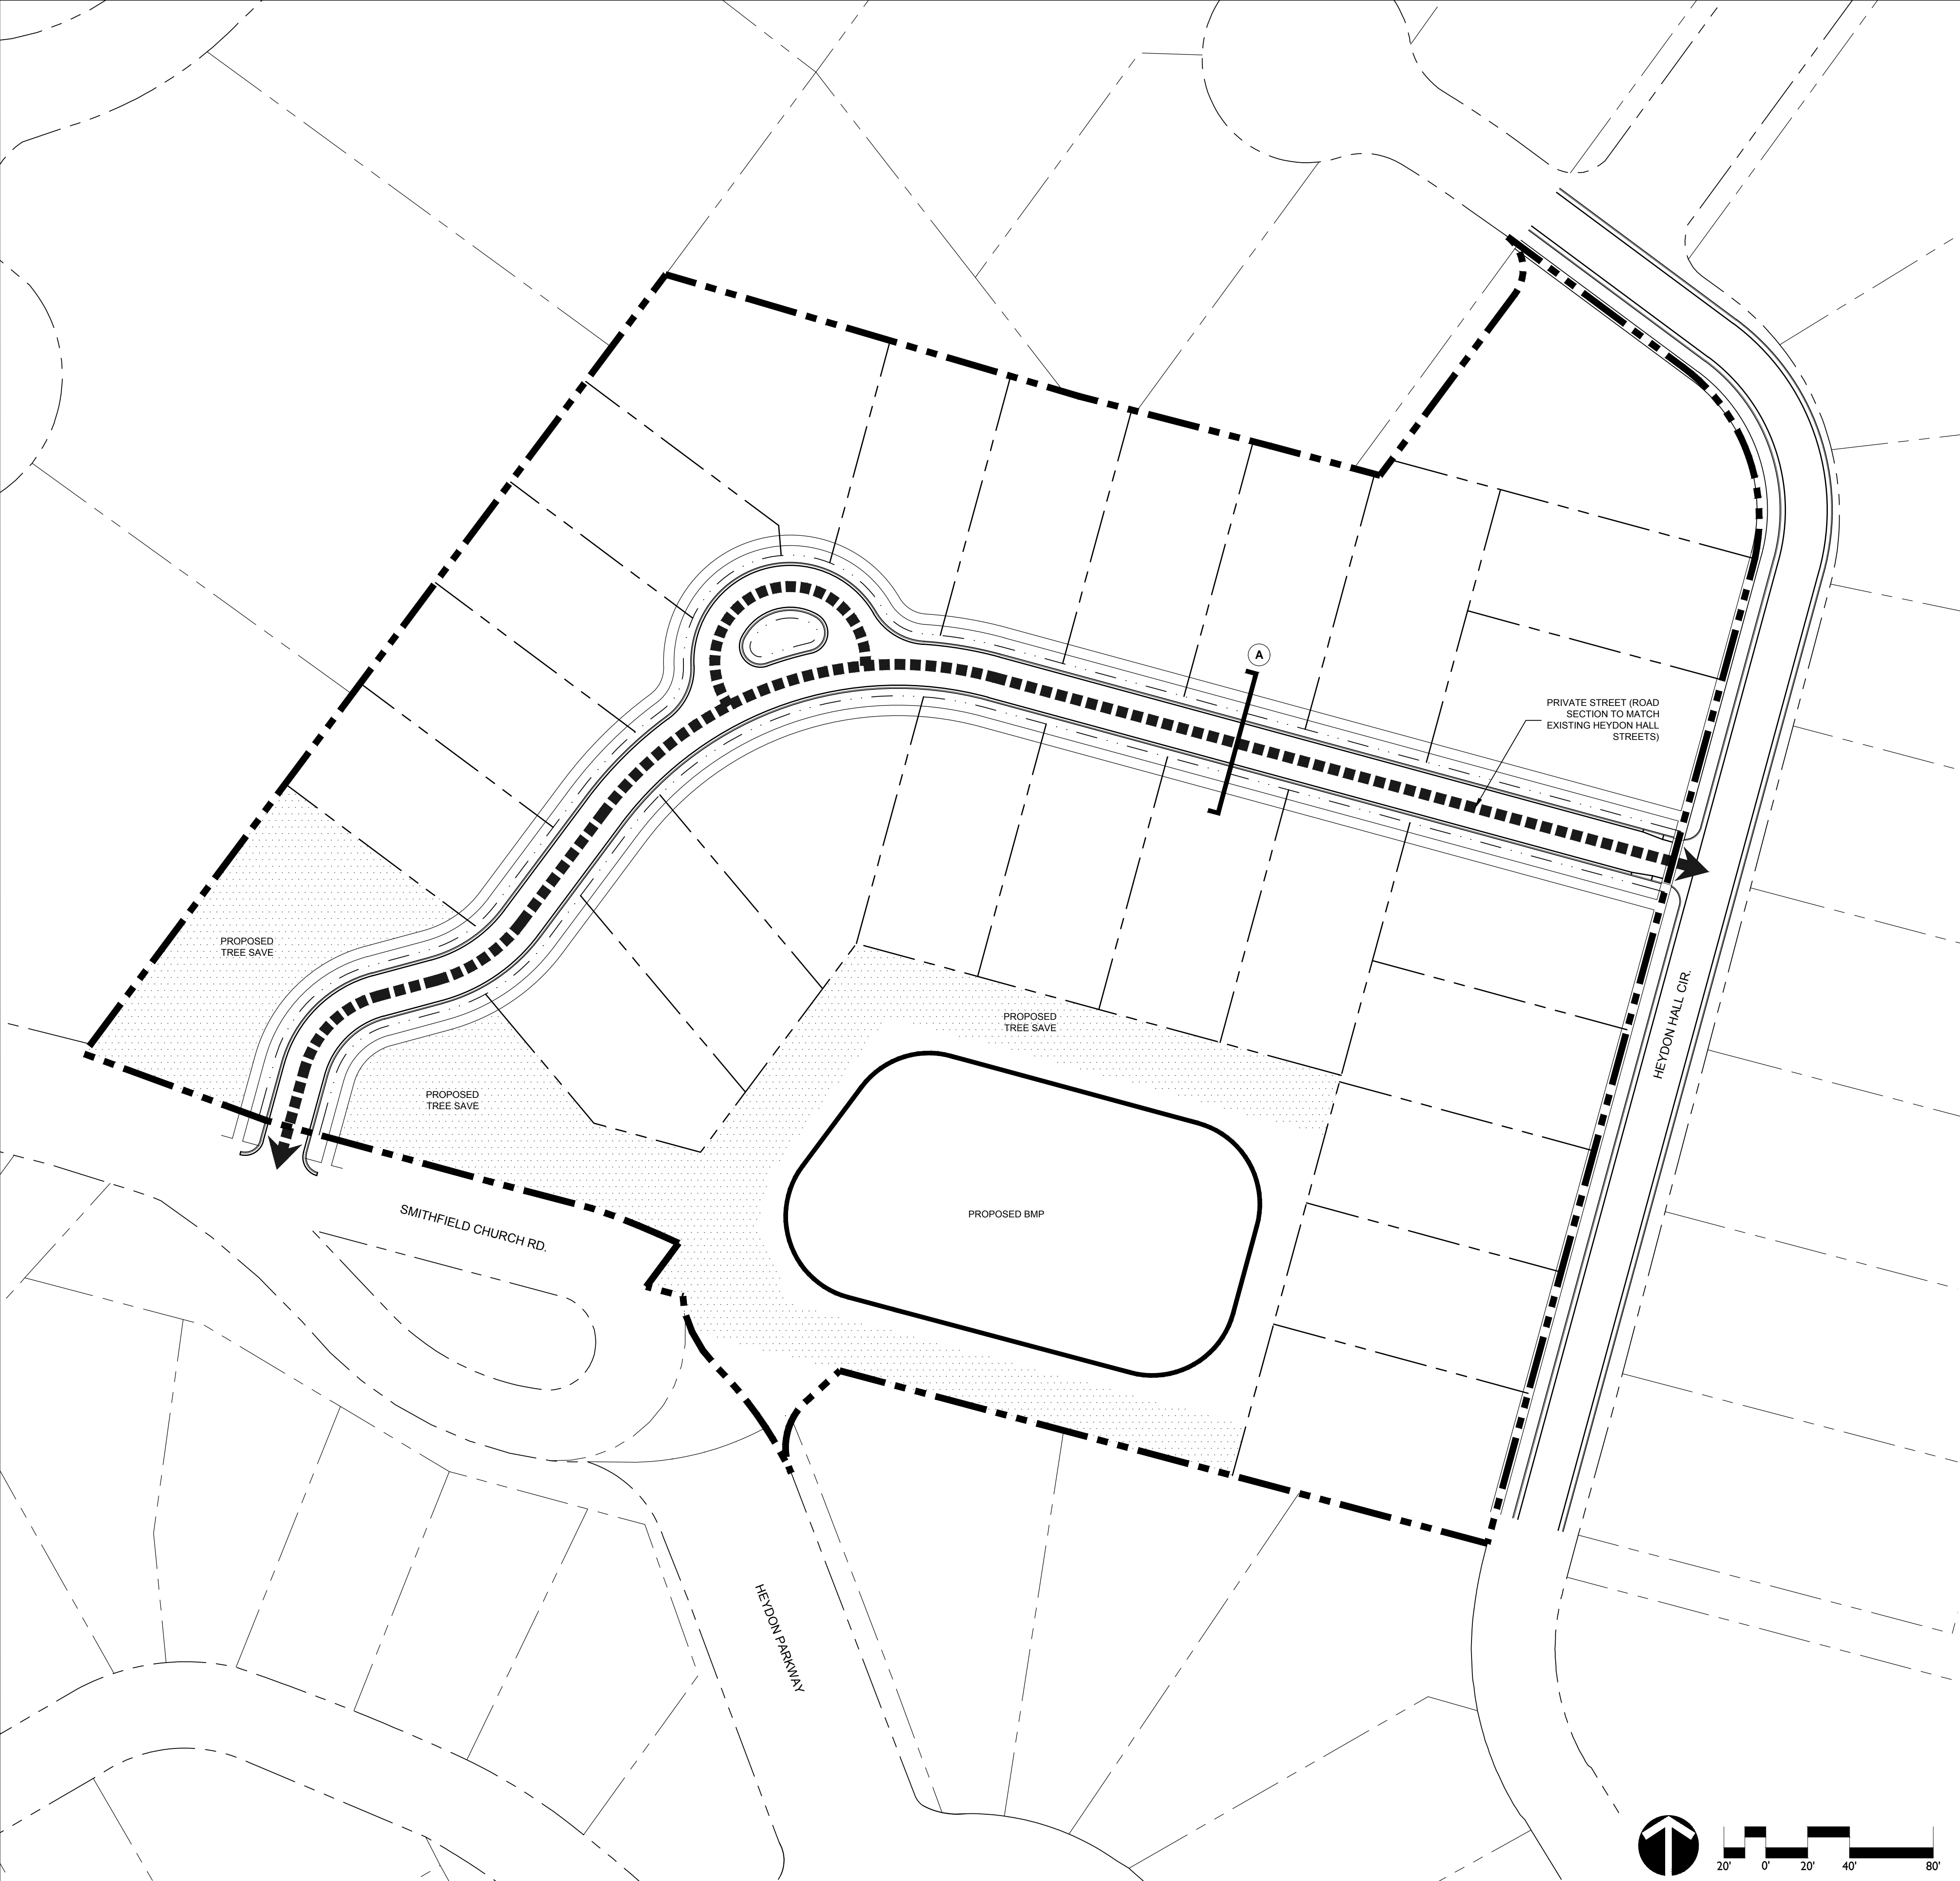 A
PRIVATE STREET (ROAD
SECTION TO MATCH
EXISTING HEYDON HALL
STREETS)
PROPOSED
TREE SAVE
PROPOSED
TREE SAVE
HEYDON HALL CIR.
PROPOSED
TREE SAVE
SMITHFIELD CHURCH RD.
PROPOSED BMP
HEYDON PARKWAY
20' 0' 20' 40' 80'